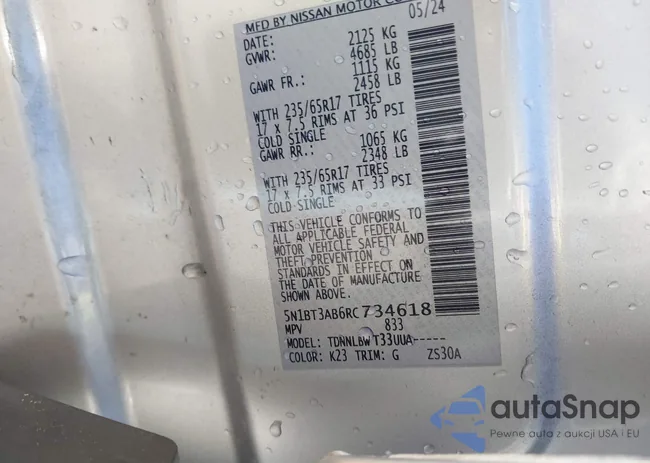 MFD BY NISSAN MOTOR CO
DATE: 05/24
GVWR: 2125 KG
4685 LB
GAWR FR.: 1115 KG
2458 LB
WITH 235/65R17 TIRES
17 x 7.5 RIMS AT 36 PSI
COLD SINGLE
GAWR RR.: 1065 KG
2348 LB
WITH 235/65R17 TIRES
17 x 7.5 RIMS AT 33 PSI
COLD SINGLE
THIS VEHICLE CONFORMS TO
ALL APPLICABLE FEDERAL
MOTOR VEHICLE SAFETY AND
THEFT PREVENTION
STANDARDS IN EFFECT ON
THE DATE OF MANUFACTURE
SHOWN ABOVE.
5N1BT3AB6RC734618
MPV 833
MODEL: TDNNLBW T33UUA-----
COLOR: K23 TRIM: G ZS30A
autaSnap
Pewne auta z aukcji USA i EU